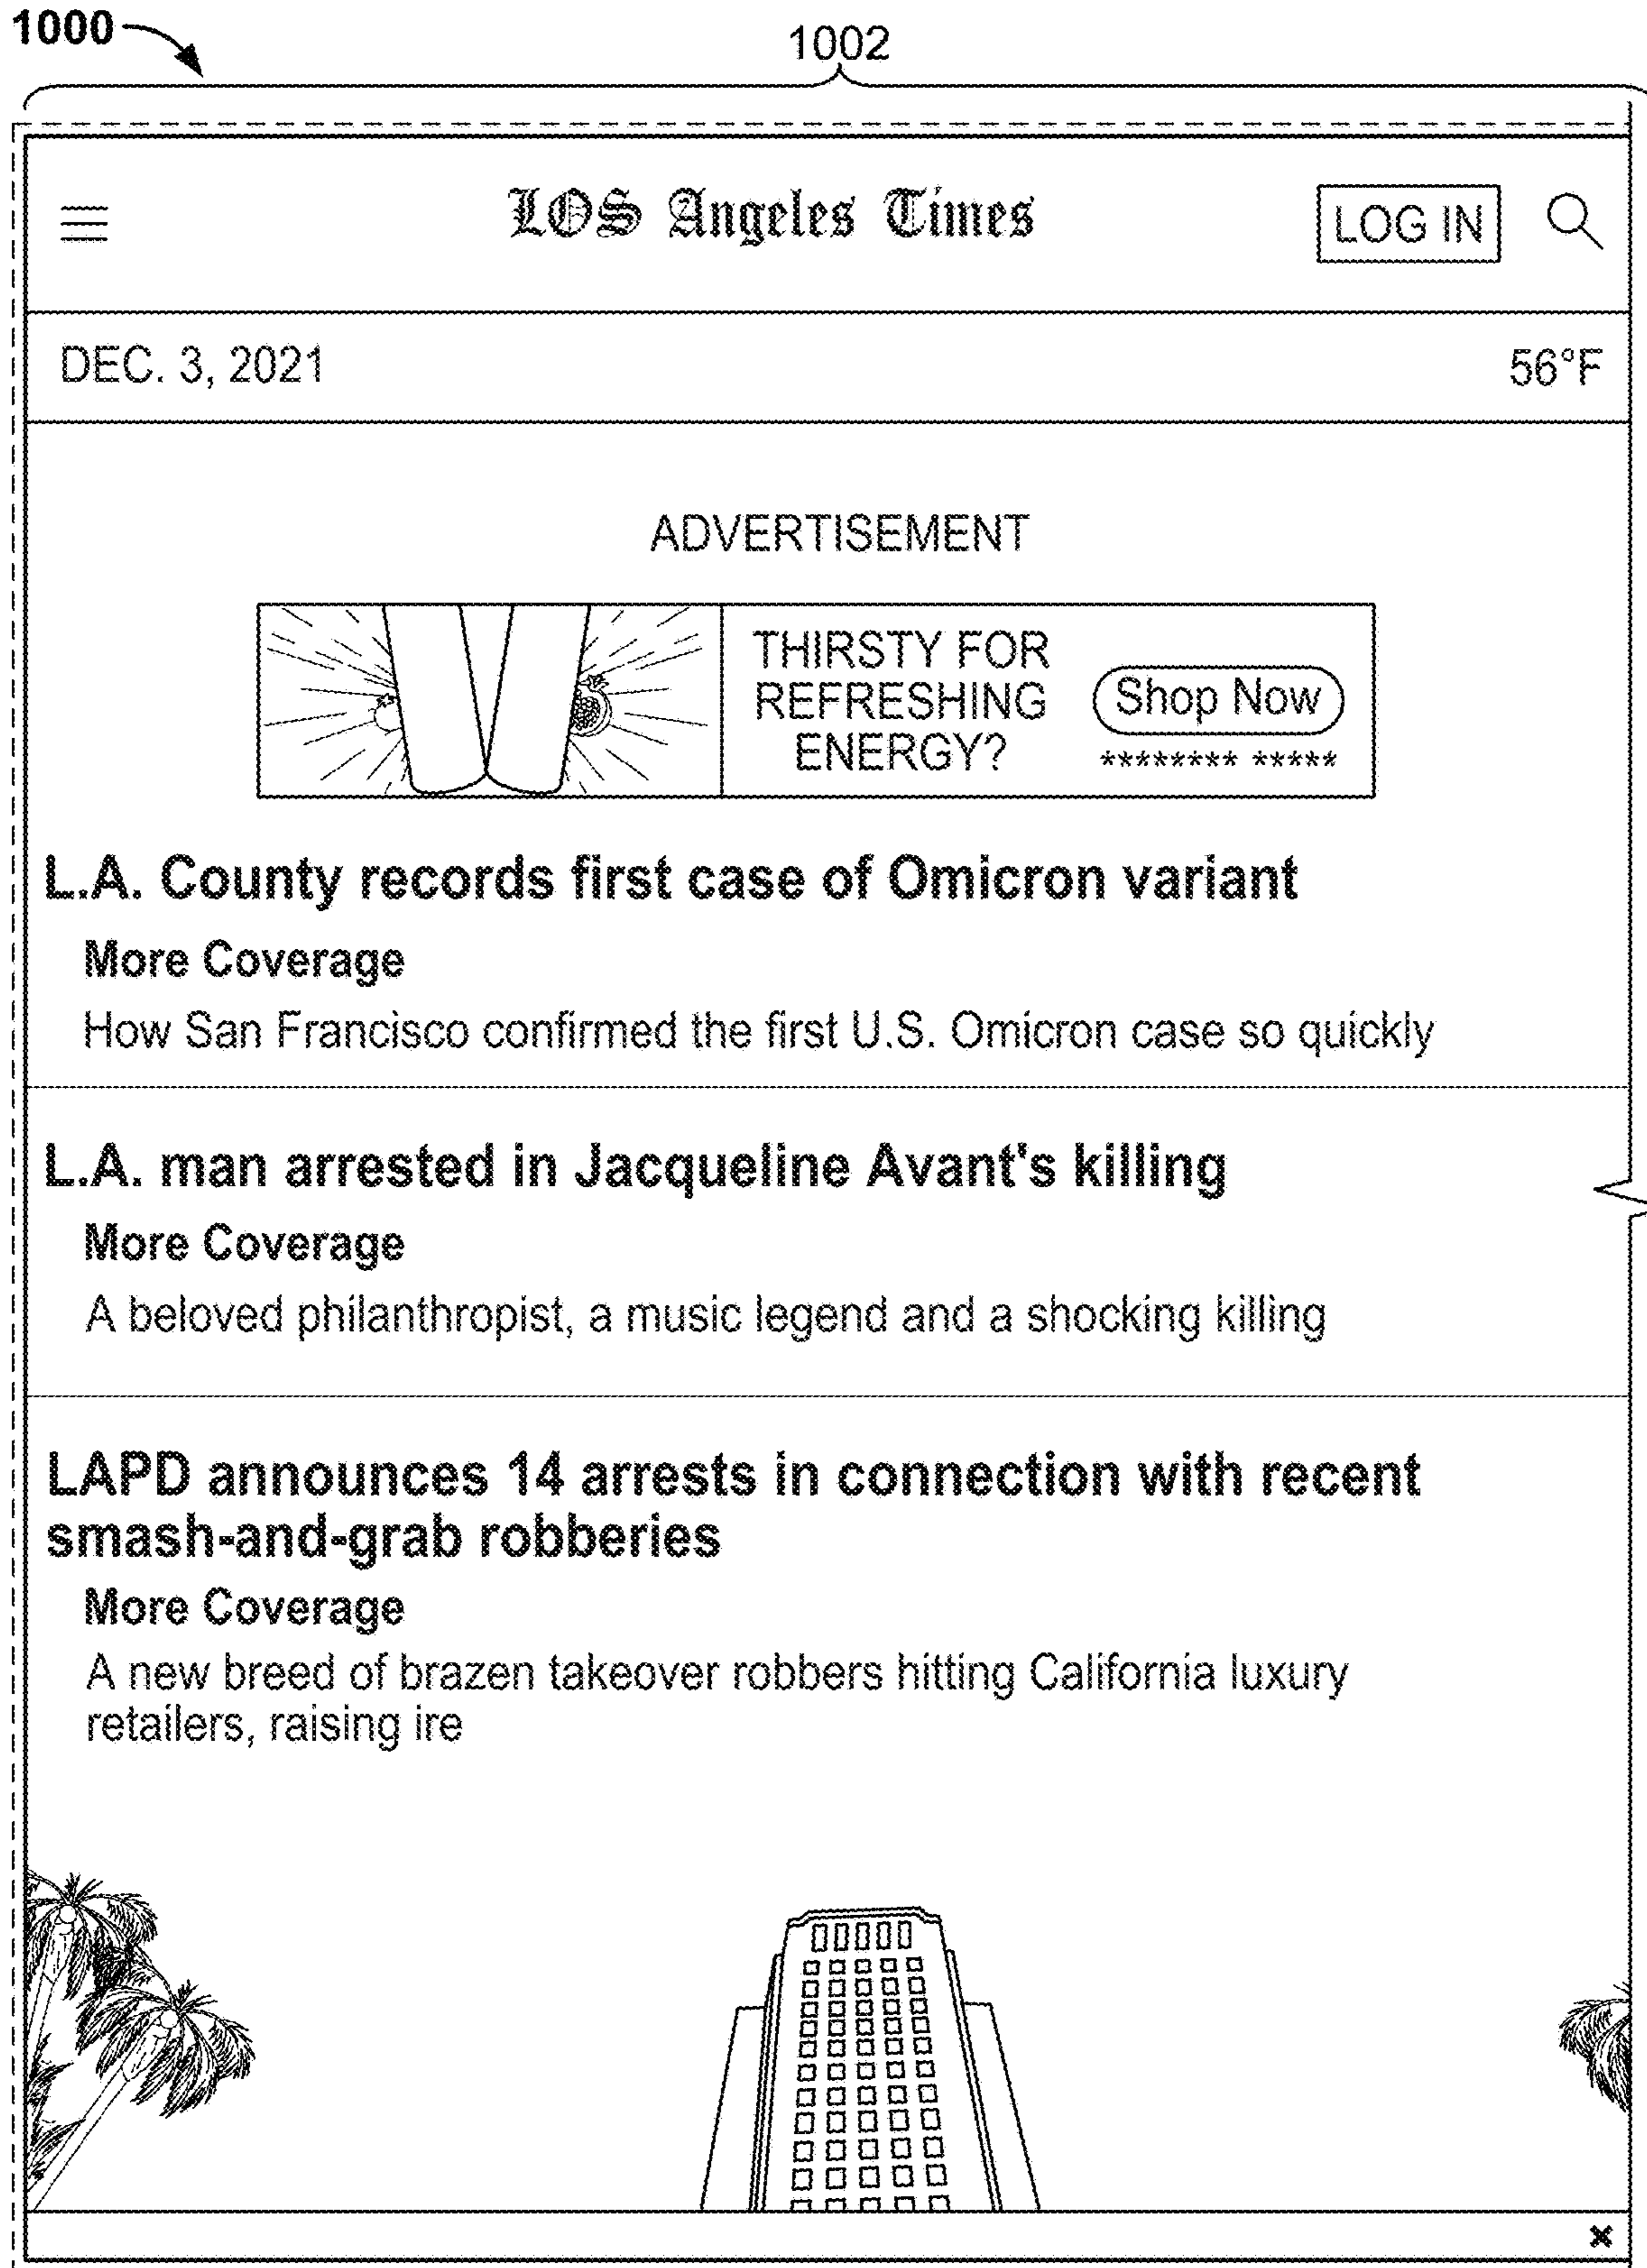 1000
1002
LOS Angeles Times
LOG IN
DEC. 3, 2021
56°F
ADVERTISEMENT
THIRSTY FOR
REFRESHING
ENERGY?
Shop Now
******** *****
L.A. County records first case of Omicron variant
More Coverage
How San Francisco confirmed the first U.S. Omicron case so quickly
L.A. man arrested in Jacqueline Avant's killing
More Coverage
A beloved philanthropist, a music legend and a shocking killing
LAPD announces 14 arrests in connection with recent
smash-and-grab robberies
More Coverage
A new breed of brazen takeover robbers hitting California luxury
retailers, raising ire
x